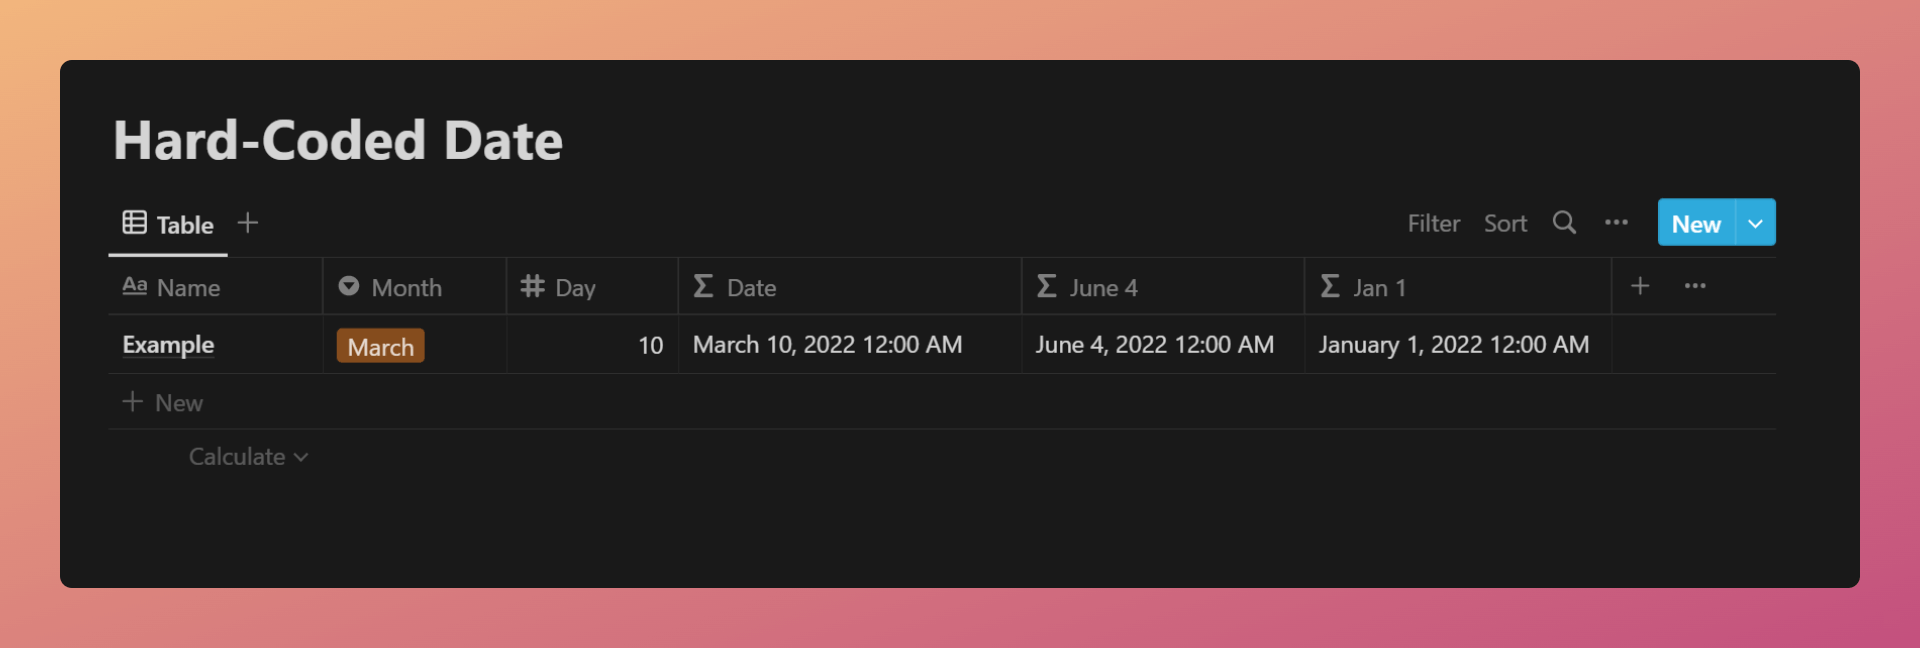 Hard-Coded Date
Table
Filter Sort New
Aa Name Month # Day Σ Date Σ June 4 Σ Jan 1
Example March 10 March 10, 2022 12:00 AM June 4, 2022 12:00 AM January 1, 2022 12:00 AM
+ New
Calculate